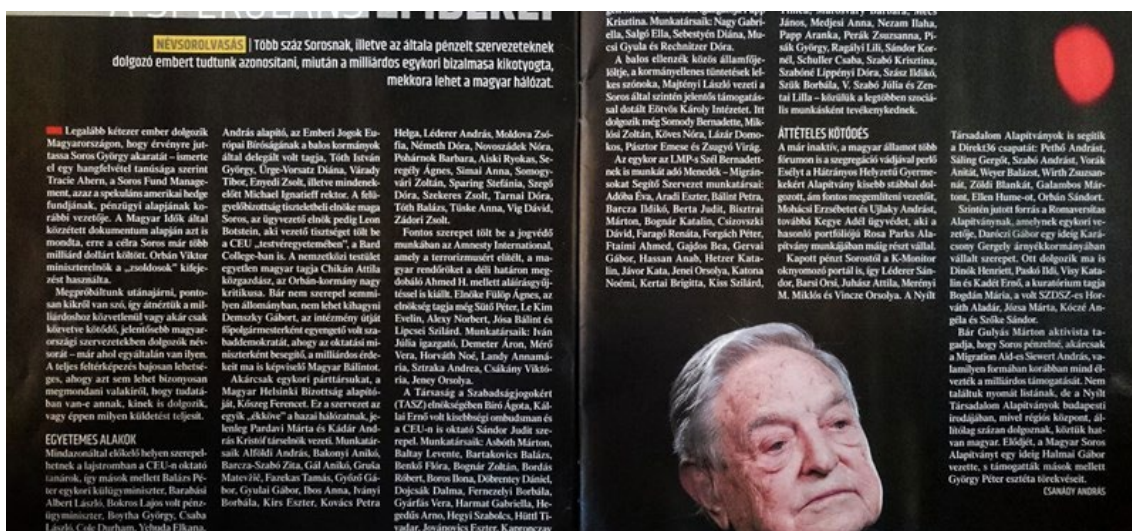 A SPEKULÁNS EMBEREI
NÉVSOROLVASÁS | Több száz Sorosnak, illetve az általa pénzelt szervezeteknek
dolgozó embert tudtunk azonosítani, miután a milliárdos egykori bizalmasa kikotyogta,
mekkora lehet a magyar hálózat.
Legalább kétezer ember dolgozik
Magyarországon, hogy érvényre jut-
tassa Soros György akaratát – ismerte
el egy hangfelvétel tanúsága szerint
Tracie Ahern, a Soros Fund Manage-
ment, azaz a spekuláns amerikai hedge
fundjának, pénzügyi alapjának ko-
rábbi vezetője. A Magyar Idők által
közzétett dokumentum alapján azt is
mondta, erre a célra Soros már több
milliárd dollárt költött. Orbán Viktor
miniszterelnök a „zsoldosok” kifeje-
zést használta.
Megpróbáltunk utánajárni, ponto-
san kikről van szó, így átnéztük a mil-
liárdoshoz közvetlenül vagy akár csak
közvetve kötődő, jelentősebb magyar-
országi szervezetekben dolgozók név-
sorát – már ahol egyáltalán van ilyen.
A teljes feltérképezés bajosan lehetsé-
ges, ahogy azt sem lehet bizonyosan
megmondani valakiről, hogy tudatá-
ban van-e annak, kinek is dolgozik,
vagy éppen milyen küldetést teljesít.
EGYETEMES ALAKOK
Mindazonáltal előkelő helyen szerepel-
hetnek a lajstromban a CEU-n oktató
tanárok, így mások mellett Balázs Pé-
ter egykori külügyminiszter, Barabási
Albert László, Bokros Lajos volt pénz-
ügyminiszter, Boytha György, Csaba
László, Cole Durham, Yehuda Elkana,
András alapító, az Emberi Jogok Eu-
rópai Bíróságának a balos kormányok
által delegált volt tagja, Tóth István
György, Ürge-Vorsatz Diána, Várady
Tibor, Enyedi Zsolt, illetve mindenek-
előtt Michael Ignatieff rektor. A felü-
gyelőbizottság tiszteletbeli elnöke maga
Soros, az ügyvezető elnök pedig Leon
Botstein, aki vezető tisztséget tölt be
a CEU „testvéregyetemében”, a Bard
College-ban is. A nemzetközi testület
egyetlen magyar tagja Chikán Attila
közgazdász, az Orbán-kormány nagy
kritikusa. Bár nem szerepel semmi-
lyen állományban, nem lehet kihagyni
Demszky Gábort, az intézmény útját
főpolgármesterként egyengető volt sza-
baddemokratát, ahogy az oktatási mi-
niszterként besegítő, a milliárdos érde-
keit ma is képviselő Magyar Bálintot.
Akárcsak egykori párttársukat, a
Magyar Helsinki Bizottság alapító-
ját, Kőszeg Ferencet. Ez a szervezet az
egyik „ékköve” a hazai hálózatnak, je-
lenleg Pardavi Márta és Kádár And-
rás Kristóf társelnök vezeti. Munkatár-
saik Alföldi András, Bakonyi Anikó,
Barcza-Szabó Zita, Gál Anikó, Gruša
Matevžić, Fazekas Tamás, Győző Gá-
bor, Gyulai Gábor, Ibos Anna, Iványi
Borbála, Kirs Eszter, Kovács Petra
Helga, Léderer András, Moldova Zsó-
fia, Németh Dóra, Novoszádek Nóra,
Pohárnok Barbara, Aiski Ryokas, Se-
regély Ágnes, Simai Anna, Somogy-
vári Zoltán, Sparing Stefánia, Szegő
Dóra, Szekeres Zsolt, Tarnai Dóra,
Tóth Balázs, Tüske Anna, Vig Dávid,
Zádori Zsolt.
Fontos szerepet tölt be a jogvédő
munkában az Amnesty International,
amely a terrorizmusért elítélt, a ma-
gyar rendőröket a déli határon meg-
dobáló Ahmed H. mellett aláírásgyűj-
téssel is kiállt. Elnöke Fülöp Ágnes, az
elnökség tagja még Sütő Péter, Le Kim
Evelin, Alexy Norbert, Jósa Bálint és
Lipcsei Szilárd. Munkatársaik: Iván
Júlia igazgató, Demeter Áron, Mérő
Vera, Horváth Noé, Landy Annamá-
ria, Sztraka Andrea, Csákány Viktó-
ria, Jeney Orsolya.
A Társaság a Szabadságjogokért
(TASZ) elnökségében Bíró Ágota, Kál-
lai Ernő volt kisebbségi ombudsman és
a CEU-n is oktató Sándor Judit sze-
repel. Munkatársaik: Asbóth Márton,
Baltay Levente, Bartakovics Balázs,
Benkő Flóra, Bognár Zoltán, Bordás
Róbert, Boros Ilona, Döbrentey Dániel,
Dojcsák Dalma, Fernezelyi Borbála,
Gyárfás Vera, Harmat Gabriella, He-
gedűs Arno, Hegyi Szabolcs, Hüttl Ti-
vadar, Jovánovics Eszter, Kapronczay
Krisztina. Munkatársaik: Nagy Gabri-
ella, Salgó Ella, Sebestyén Diána, Mu-
csi Gyula és Rechnitzer Dóra.
A balos ellenzék közös államfője-
löltje, a kormányellenes tüntetések lel-
kes szónoka, Majtényi László vezeti a
Soros által szintén jelentős támogatás-
sal dotált Eötvös Károly Intézetet. Itt
dolgozik még Somody Bernadette, Mik-
lósi Zoltán, Köves Nóra, Lázár Domo-
kos, Pásztor Emese és Zsugyó Virág.
Az egykor az LMP-s Szél Bernadett-
nek is munkát adó Menedék – Migrán-
sokat Segítő Szervezet munkatársai:
Adóba Éva, Aradi Eszter, Bálint Petra,
Barcza Ildikó, Berta Judit, Bisztrai
Márton, Bognár Katalin, Csizovszki
Dávid, Faragó Renáta, Forgách Péter,
Ftaimi Ahmed, Gajdos Bea, Gervai
Gábor, Hassan Anab, Hetzer Kata-
lin, Jávor Kata, Jenei Orsolya, Katona
Noémi, Kertai Brigitta, Kiss Szilárd,
János, Medjesi Anna, Nezam Ilaha,
Papp Aranka, Perák Zsuzsanna, Pi-
sák György, Ragályi Lili, Sándor Kor-
nél, Schuller Csaba, Szabó Krisztina,
Szabóné Lippényi Dóra, Szász Ildikó,
Szük Borbála, V. Szabó Júlia és Zen-
tai Lilla – közülük a legtöbben szociá-
lis munkásként tevékenykednek.
ÁTTÉTELES KÖTŐDÉS
A már inaktív, a magyar államot több
fórumon is a szegregáció vádjával perlő
Esélyt a Hátrányos Helyzetű Gyerme-
kekért Alapítvány kisebb stábbal dol-
gozott, ám fontos megemlíteni vezetőit,
Mohácsi Erzsébetet és Ujlaky Andrást,
továbbá Kegye Adél ügyvédet, aki a
hasonló portfóliójú Rosa Parks Ala-
pítvány munkájában máig részt vállal.
Kapott pénzt Sorostól a K-Monitor
oknyomozó portál is, így Léderer Sán-
dor, Barsi Orsi, Juhász Attila, Merényi
M. Miklós és Vincze Orsolya. A Nyílt
Társadalom Alapítványok is segítik
a Direkt36 csapatát: Pethő Andrást,
Sáling Gergőt, Szabó Andrást, Vorák
Anitát, Weyer Balázst, Wirth Zsuzsan-
nát, Zöldi Blankát, Galambos Már-
tont, Ellen Hume-ot, Orbán Sándort.
Szintén jutott forrás a Romaversitas
Alapítványnak, amelynek egykori ve-
zetője, Daróczi Gábor egy ideig Kará-
csony Gergely árnyékkormányában
vállalt szerepet. Ott dolgozik ma is
Dinók Henriett, Paskó Ildi, Visy Kata-
lin és Kadét Ernő, a kuratórium tagja
Bogdán Mária, a volt SZDSZ-es Hor-
váth Aladár, Józsa Márta, Kóczé An-
géla és Szőke Sándor.
Bár Gulyás Márton aktivista ta-
gadja, hogy Soros pénzelné, akárcsak
a Migration Aid-es Siewert András, va-
lamilyen formában korábban mind él-
vezték a milliárdos támogatását. Nem
találtuk nyomát listának, de a Nyílt
Társadalom Alapítványok budapesti
irodájában, mivel régiós központ, ál-
lítólag százan dolgoznak, köztük hat-
van magyar. Elődjét, a Magyar Soros
Alapítványt egy ideig Halmai Gábor
vezette, s támogatták mások mellett
György Péter esztéta törekvéseit.
CSANÁDY ANDRÁS